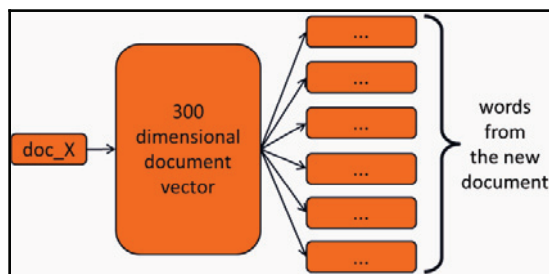 doc_X
300
dimensional
document
vector
...
...
...
...
...
...
words
from
the new
document